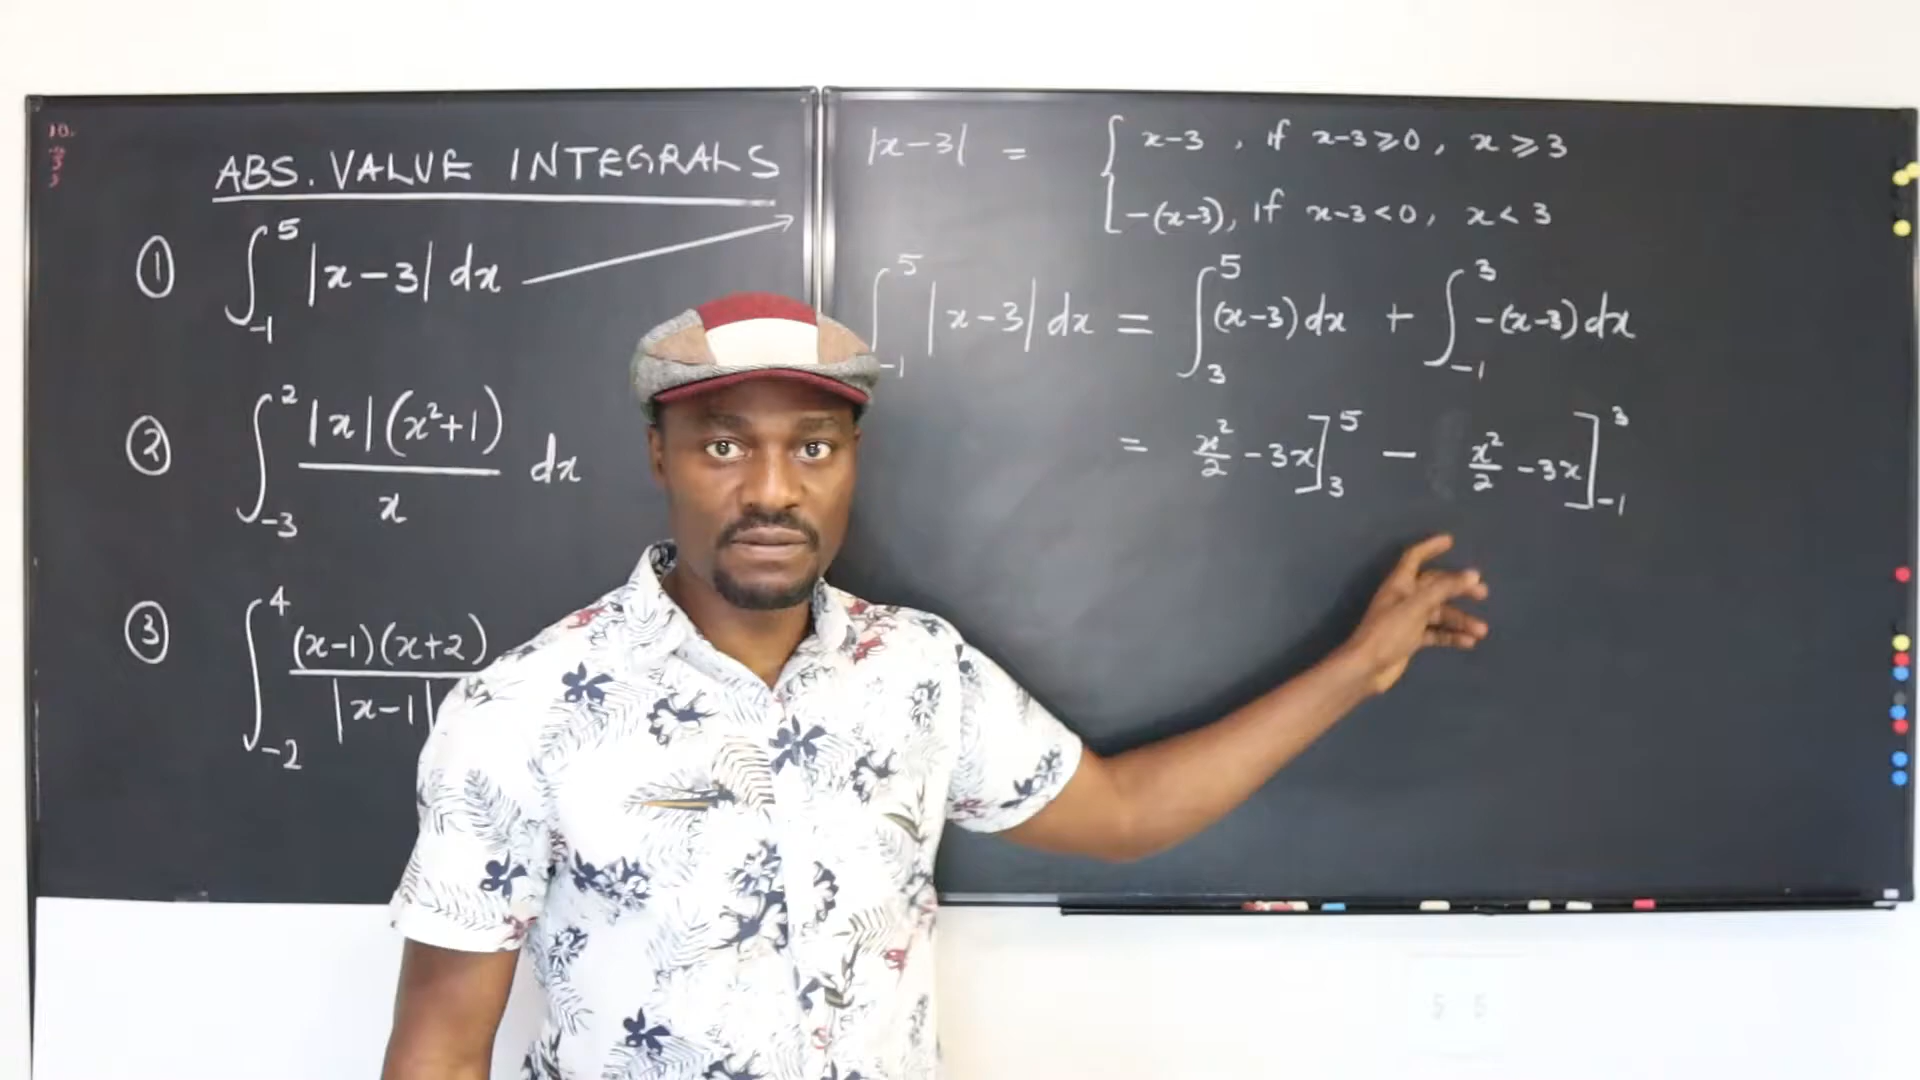 10.
3
ABS. VALUE INTEGRALS
① ∫_{-1}^{5} |x-3| dx
② ∫_{-3}^{2} |x|(x²+1)/x dx
③ ∫_{-2}^{4} (x-1)(x+2)/|x-1|
|x-3| = { x-3, if x-3≥0, x≥3
-(x-3), if x-3<0, x<3
∫_{-1}^{5} |x-3| dx = ∫_{3}^{5} (x-3) dx + ∫_{-1}^{3} -(x-3) dx
= x²/2 - 3x]_{3}^{5} - x²/2 - 3x]_{-1}^{3}